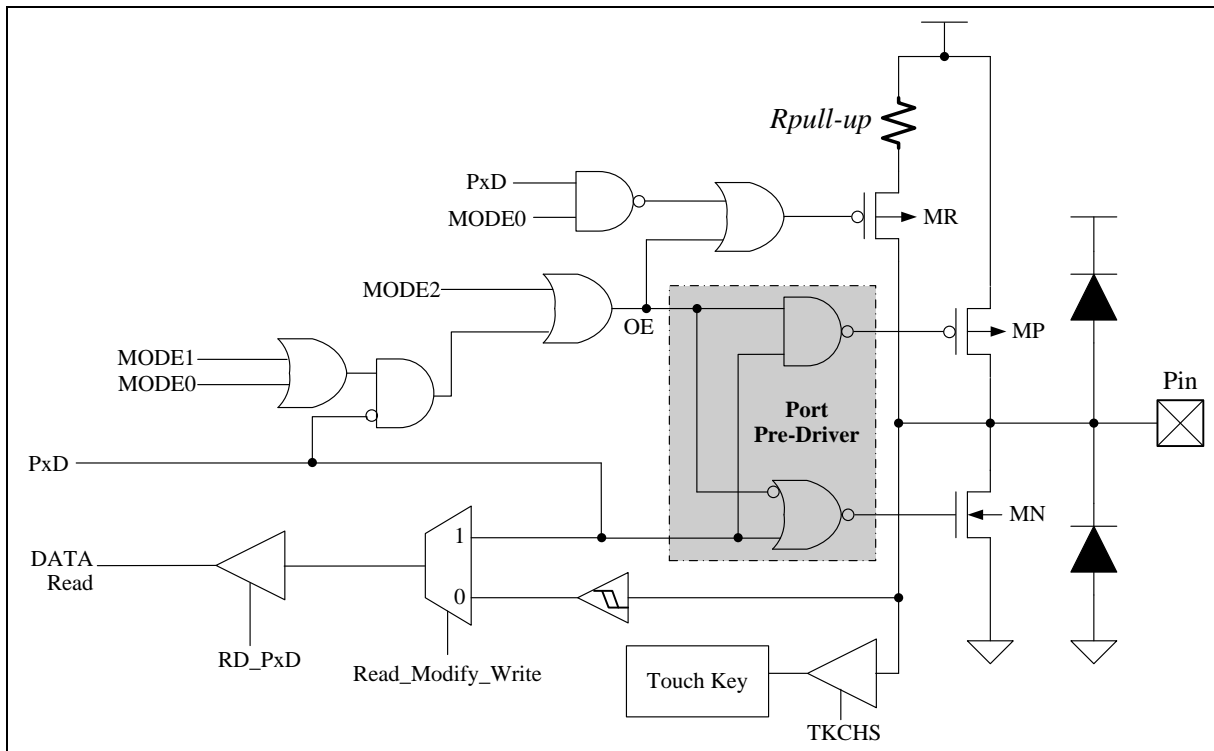 Rpull-up
PxD
MODE0
MR
MODE2
OE
MP
MODE1
MODE0
Pin
Port
Pre-Driver
PxD
MN
1
DATA
Read
0
RD_PxD
Read_Modify_Write
Touch Key
TKCHS